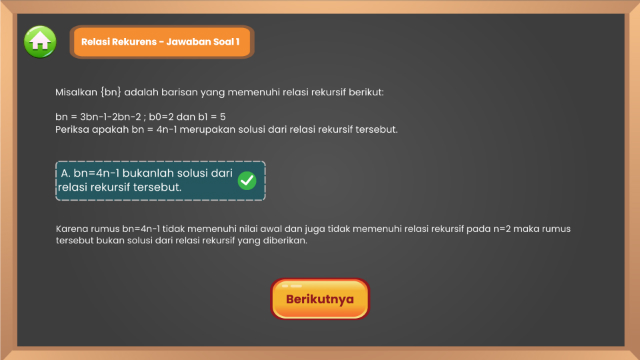 Relasi Rekurens - Jawaban Soal 1
Misalkan {bn} adalah barisan yang memenuhi relasi rekursif berikut:
bn = 3bn-1-2bn-2 ; b0=2 dan b1 = 5
Periksa apakah bn = 4n-1 merupakan solusi dari relasi rekursif tersebut.
A. bn=4n-1 bukanlah solusi dari
relasi rekursif tersebut.
Karena rumus bn=4n-1 tidak memenuhi nilai awal dan juga tidak memenuhi relasi rekursif pada n=2 maka rumus
tersebut bukan solusi dari relasi rekursif yang diberikan.
Berikutnya